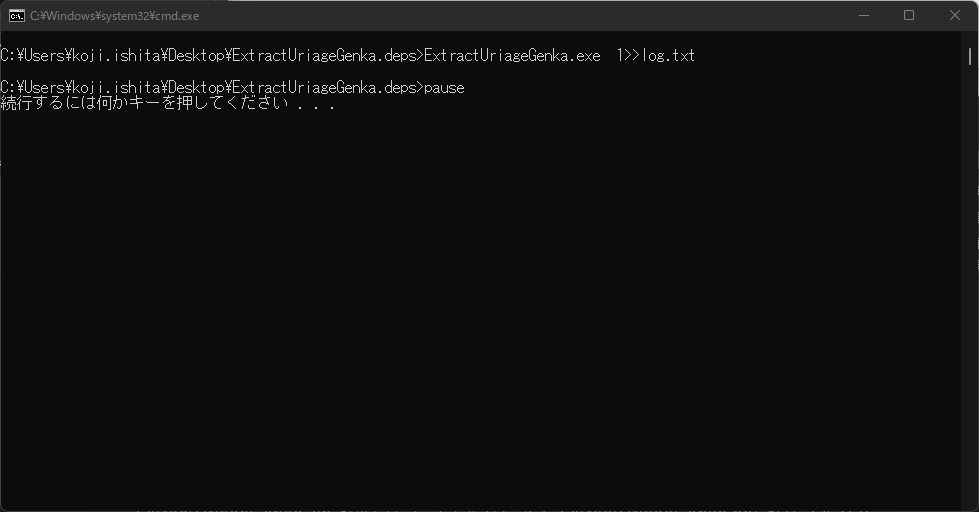 C:¥Windows¥system32¥cmd.exe
C:¥Users¥koji.ishita¥Desktop¥ExtractUriageGenka.deps>ExtractUriageGenka.exe  1>>log.txt
C:¥Users¥koji.ishita¥Desktop¥ExtractUriageGenka.deps>pause
続行するには何かキーを押してください . . .